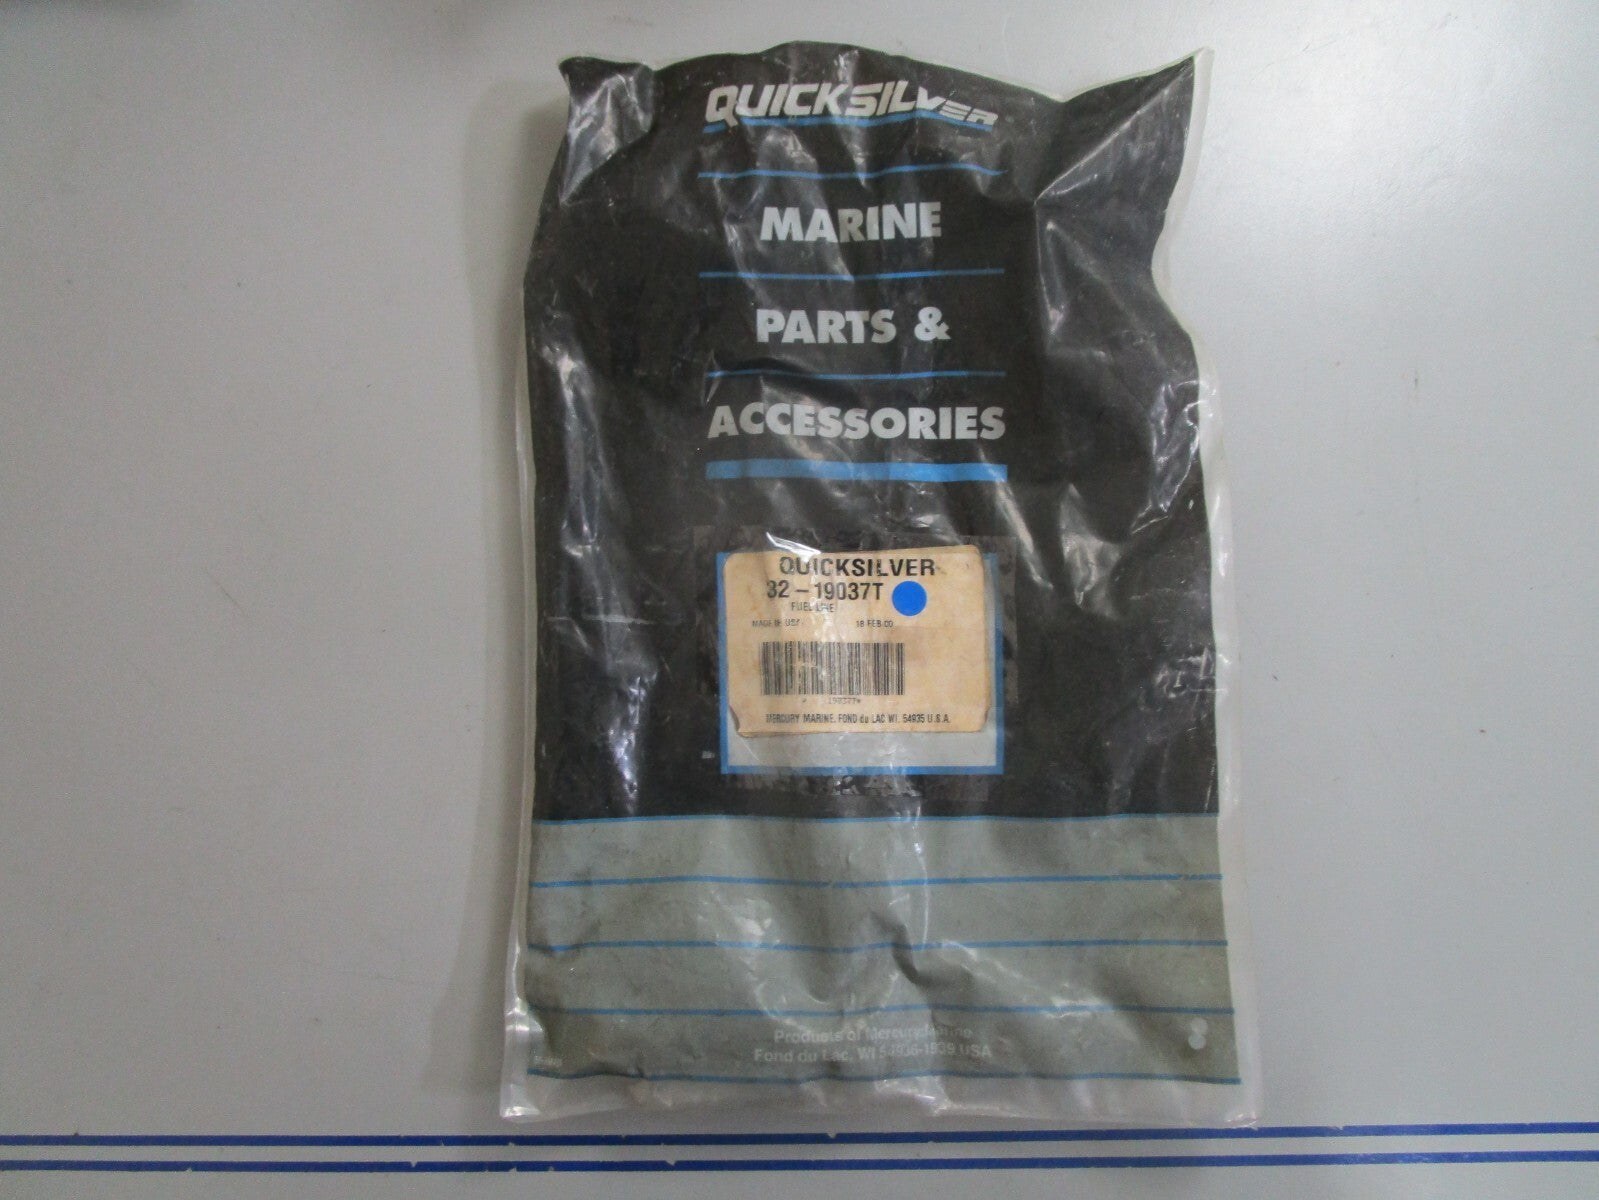 QUICKSILVER
MARINE
PARTS &
ACCESSORIES
QUICKSILVER
32-19037T
FUEL LINE
MADE IN USA 18 FEB 00
MERCURY MARINE, FOND du LAC WI. 54935 U.S.A.
Products of Mercury Marine
Fond du Lac, WI 54936-1939 USA